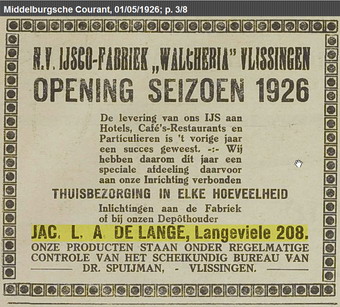 Middelburgsche Courant, 01/05/1926; p. 3/8
N.V. IJSCO-FABRIEK „WALTHERIA" VLISSINGEN
OPENING SEIZOEN 1926
De levering van ons IJS aan
Hotels, Café's-Restaurants en
Particulieren is 't vorige jaar
een succes geweest. -:- Wij
hebben daarom dit jaar een
speciale afdeeling daarvoor
aan onze Inrichting verbonden
THUISBEZORGING IN ELKE HOEVEELHEID
Inlichtingen aan de Fabriek
of bij onzen Depôthouder
JAC. L. A. DE LANGE, Langeviele 208.
ONZE PRODUCTEN STAAN ONDER REGELMATIGE
CONTROLE VAN HET SCHEIKUNDIG BUREAU VAN
DR. SPUIJMAN, - VLISSINGEN.